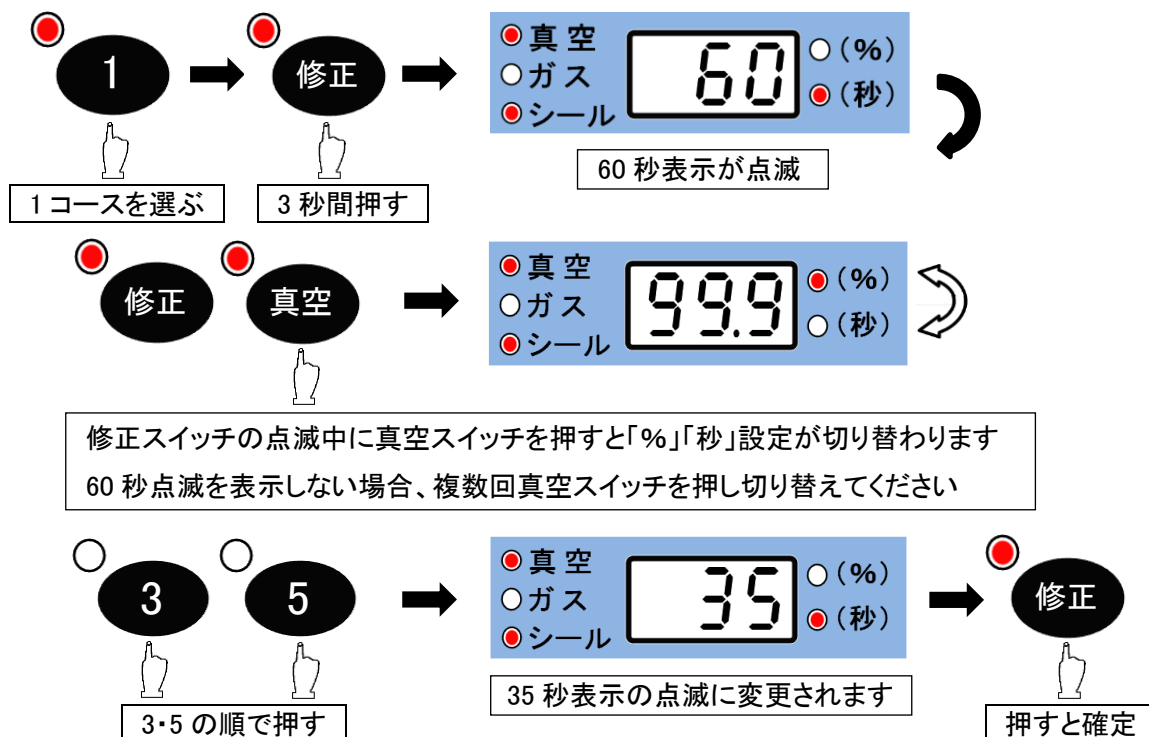 1
修正
真空
ガス
シール
60
(%)
(秒)
60秒表示が点滅
1コースを選ぶ
3秒間押す
修正
真空
真空
ガス
シール
99.9
(%)
(秒)
修正スイッチの点滅中に真空スイッチを押すと「%」「秒」設定が切り替わります
60秒点滅を表示しない場合、複数回真空スイッチを押し切り替えてください
3
5
真空
ガス
シール
35
(%)
(秒)
修正
3・5の順で押す
35秒表示の点滅に変更されます
押すと確定